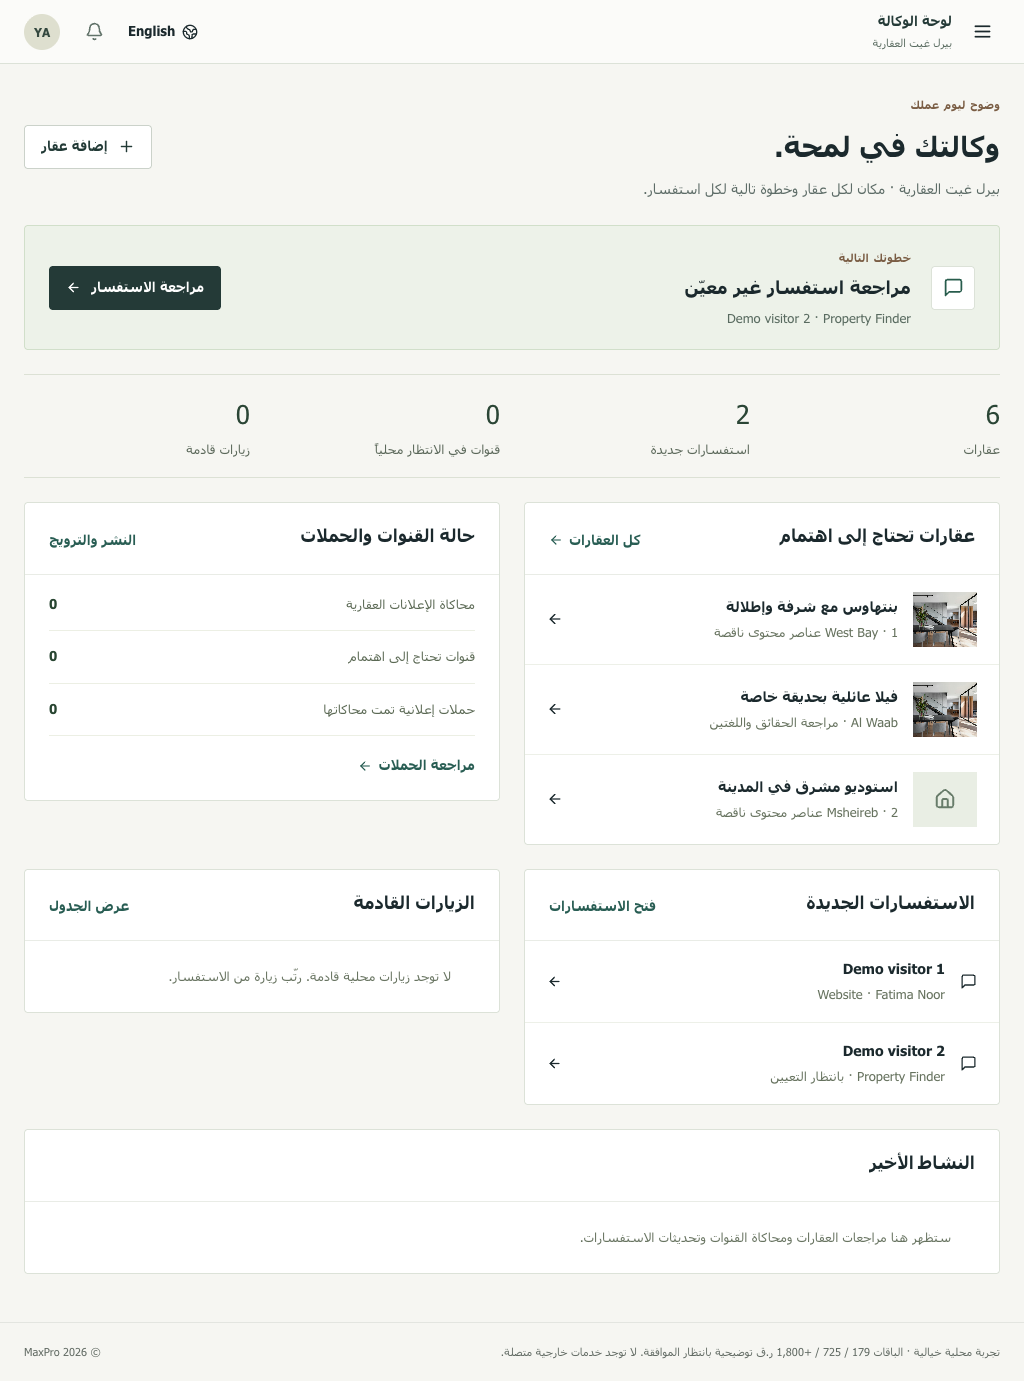 لوحة الوكالة
بيرل غيت العقارية
English
YA
وضوح ليوم عملك
وكالتك في لمحة.
بيرل غيت العقارية · مكان لكل عقار وخطوة تالية لكل استفسار.
إضافة عقار
خطوتك التالية
مراجعة استفسار غير معيّن
Demo visitor 2 · Property Finder
مراجعة الاستفسار
6
عقارات
2
استفسارات جديدة
0
قنوات في الانتظار محلياً
0
زيارات قادمة
عقارات تحتاج إلى اهتمام
كل العقارات
بنتهاوس مع شرفة وإطلالة
West Bay · 1 عناصر محتوى ناقصة
فيلا عائلية بحديقة خاصة
Al Waab · مراجعة الحقائق واللغتين
استوديو مشرق في المدينة
Msheireb · 2 عناصر محتوى ناقصة
حالة القنوات والحملات
النشر والترويج
محاكاة الإعلانات العقارية 0
قنوات تحتاج إلى اهتمام 0
حملات إعلانية تمت محاكاتها 0
مراجعة الحملات
الاستفسارات الجديدة
فتح الاستفسارات
Demo visitor 1
Website · Fatima Noor
Demo visitor 2
Property Finder · بانتظار التعيين
الزيارات القادمة
عرض الجدول
لا توجد زيارات محلية قادمة. رتّب زيارة من الاستفسار.
النشاط الأخير
ستظهر هنا مراجعات العقارات ومحاكاة القنوات وتحديثات الاستفسارات.
تجربة محلية خيالية · الباقات 179 / 725 / +1,800 ر.ق توضيحية بانتظار الموافقة. لا توجد خدمات خارجية متصلة.
© 2026 MaxPro